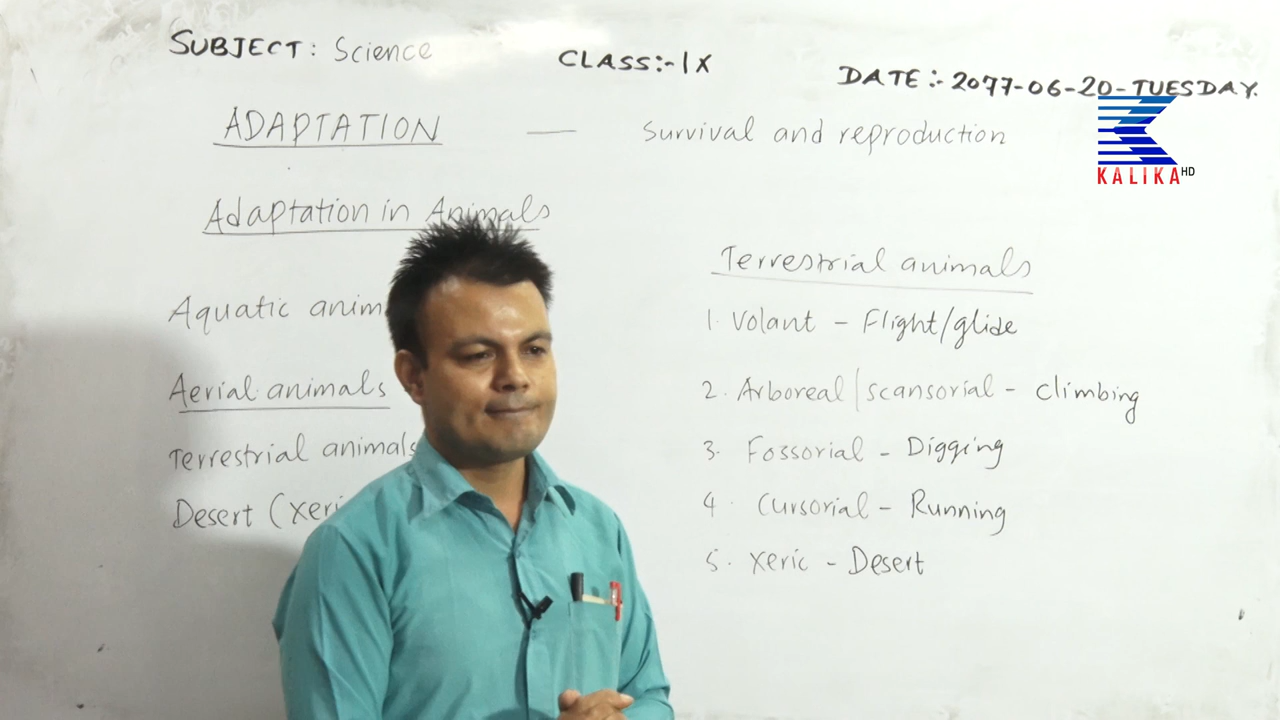 SUBJECT: Science
CLASS:- IX
DATE:- 2077-06-20-TUESDAY.
ADAPTATION — Survival and reproduction
KALIKA HD
Adaptation in Animals
Terrestrial animals
Aquatic anim
1. Volant - Flight/glide
Aerial animals
2. Arboreal/scansorial - climbing
Terrestrial animals
3. Fossorial - Digging
Desert (xeri
4. Cursorial - Running
5. Xeric - Desert